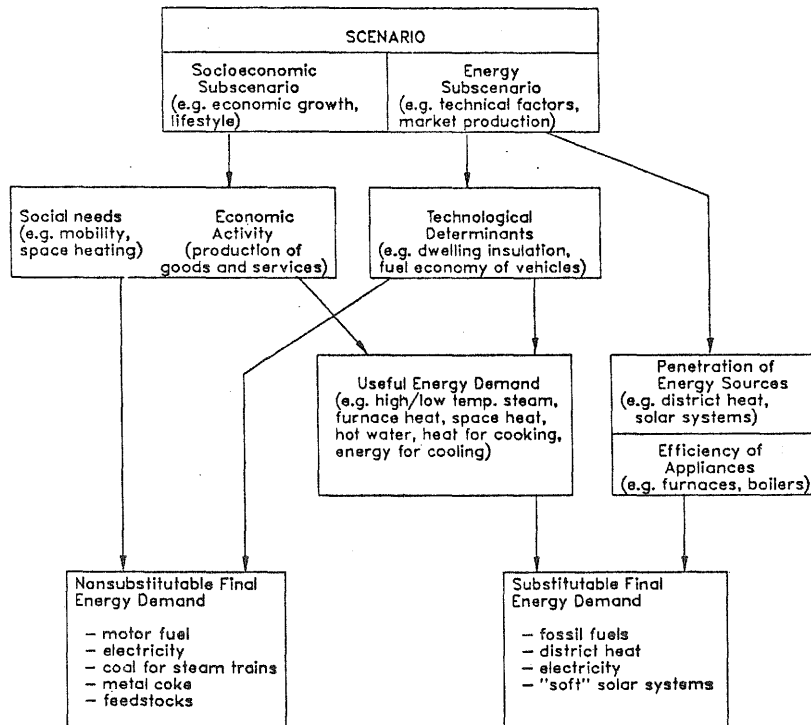 SCENARIO
Socioeconomic
Subscenario
(e.g. economic growth,
lifestyle)
Energy
Subscenario
(e.g. technical factors,
market production)
Social needs
(e.g. mobility,
space heating)
Economic
Activity
(production of
goods and services)
Technological
Determinants
(e.g. dwelling insulation,
fuel economy of vehicles)
Useful Energy Demand
(e.g. high/low temp. steam,
furnace heat, space heat,
hot water, heat for cooking,
energy for cooling)
Penetration of
Energy Sources
(e.g. district heat,
solar systems)
Efficiency of
Appliances
(e.g. furnaces, boilers)
Nonsubstitutable Final
Energy Demand
– motor fuel
– electricity
– coal for steam trains
– metal coke
– feedstocks
Substitutable Final
Energy Demand
– fossil fuels
– district heat
– electricity
– "soft" solar systems